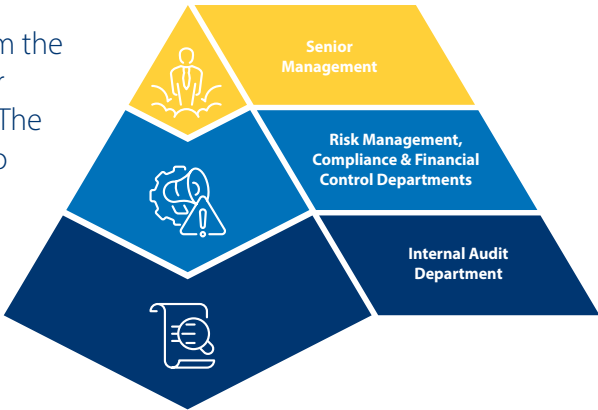 m the
r
The
o
Senior
Management
Risk Management,
Compliance & Financial
Control Departments
Internal Audit
Department